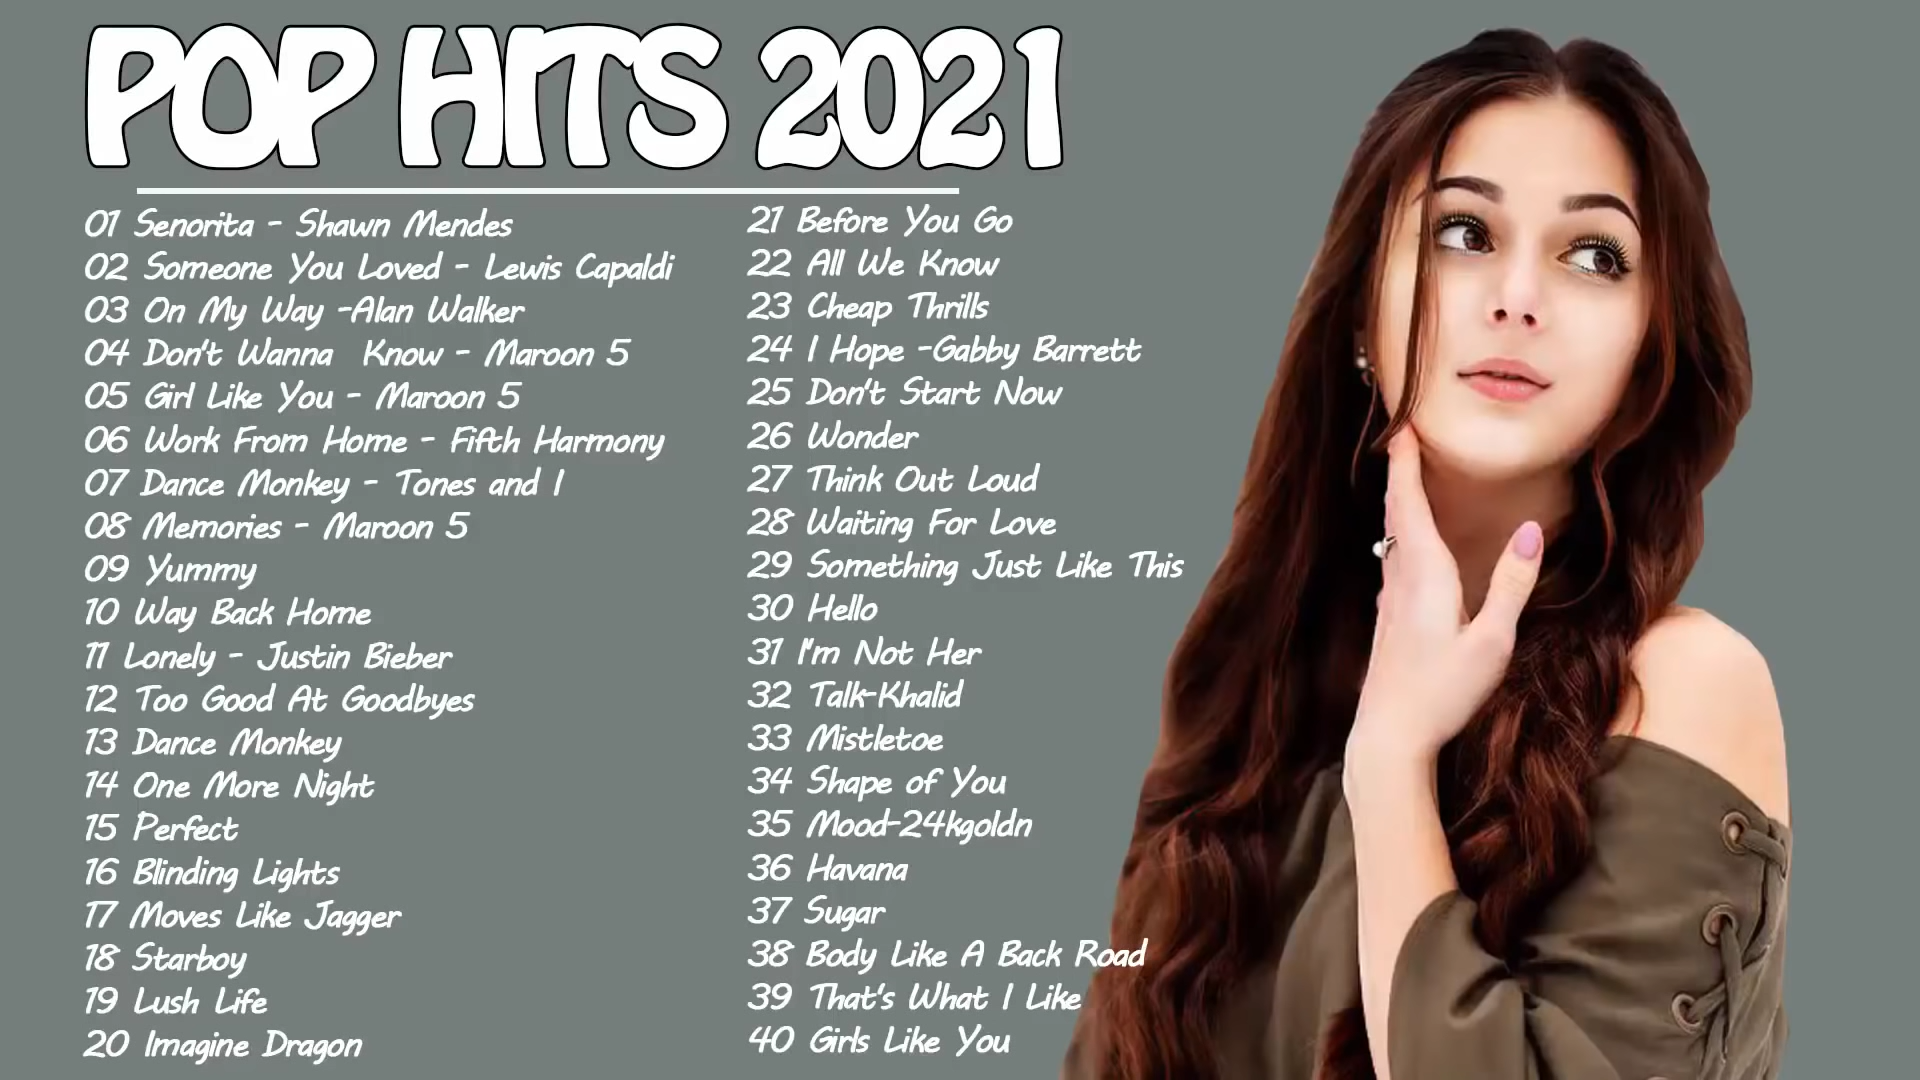 POP HITS 2021
01 Senorita - Shawn Mendes
02 Someone You Loved - Lewis Capaldi
03 On My Way -Alan Walker
04 Don't Wanna Know - Maroon 5
05 Girl Like You - Maroon 5
06 Work From Home - Fifth Harmony
07 Dance Monkey - Tones and I
08 Memories - Maroon 5
09 Yummy
10 Way Back Home
11 Lonely - Justin Bieber
12 Too Good At Goodbyes
13 Dance Monkey
14 One More Night
15 Perfect
16 Blinding Lights
17 Moves Like Jagger
18 Starboy
19 Lush Life
20 Imagine Dragon
21 Before You Go
22 All We Know
23 Cheap Thrills
24 I Hope -Gabby Barrett
25 Don't Start Now
26 Wonder
27 Think Out Loud
28 Waiting For Love
29 Something Just Like This
30 Hello
31 I'm Not Her
32 Talk-Khalid
33 Mistletoe
34 Shape of You
35 Mood-24kgoldn
36 Havana
37 Sugar
38 Body Like A Back Road
39 That's What I Like
40 Girls Like You